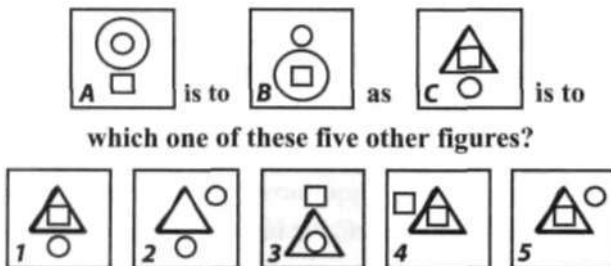 A is to B as C is to
which one of these five other figures?
1 2 3 4 5